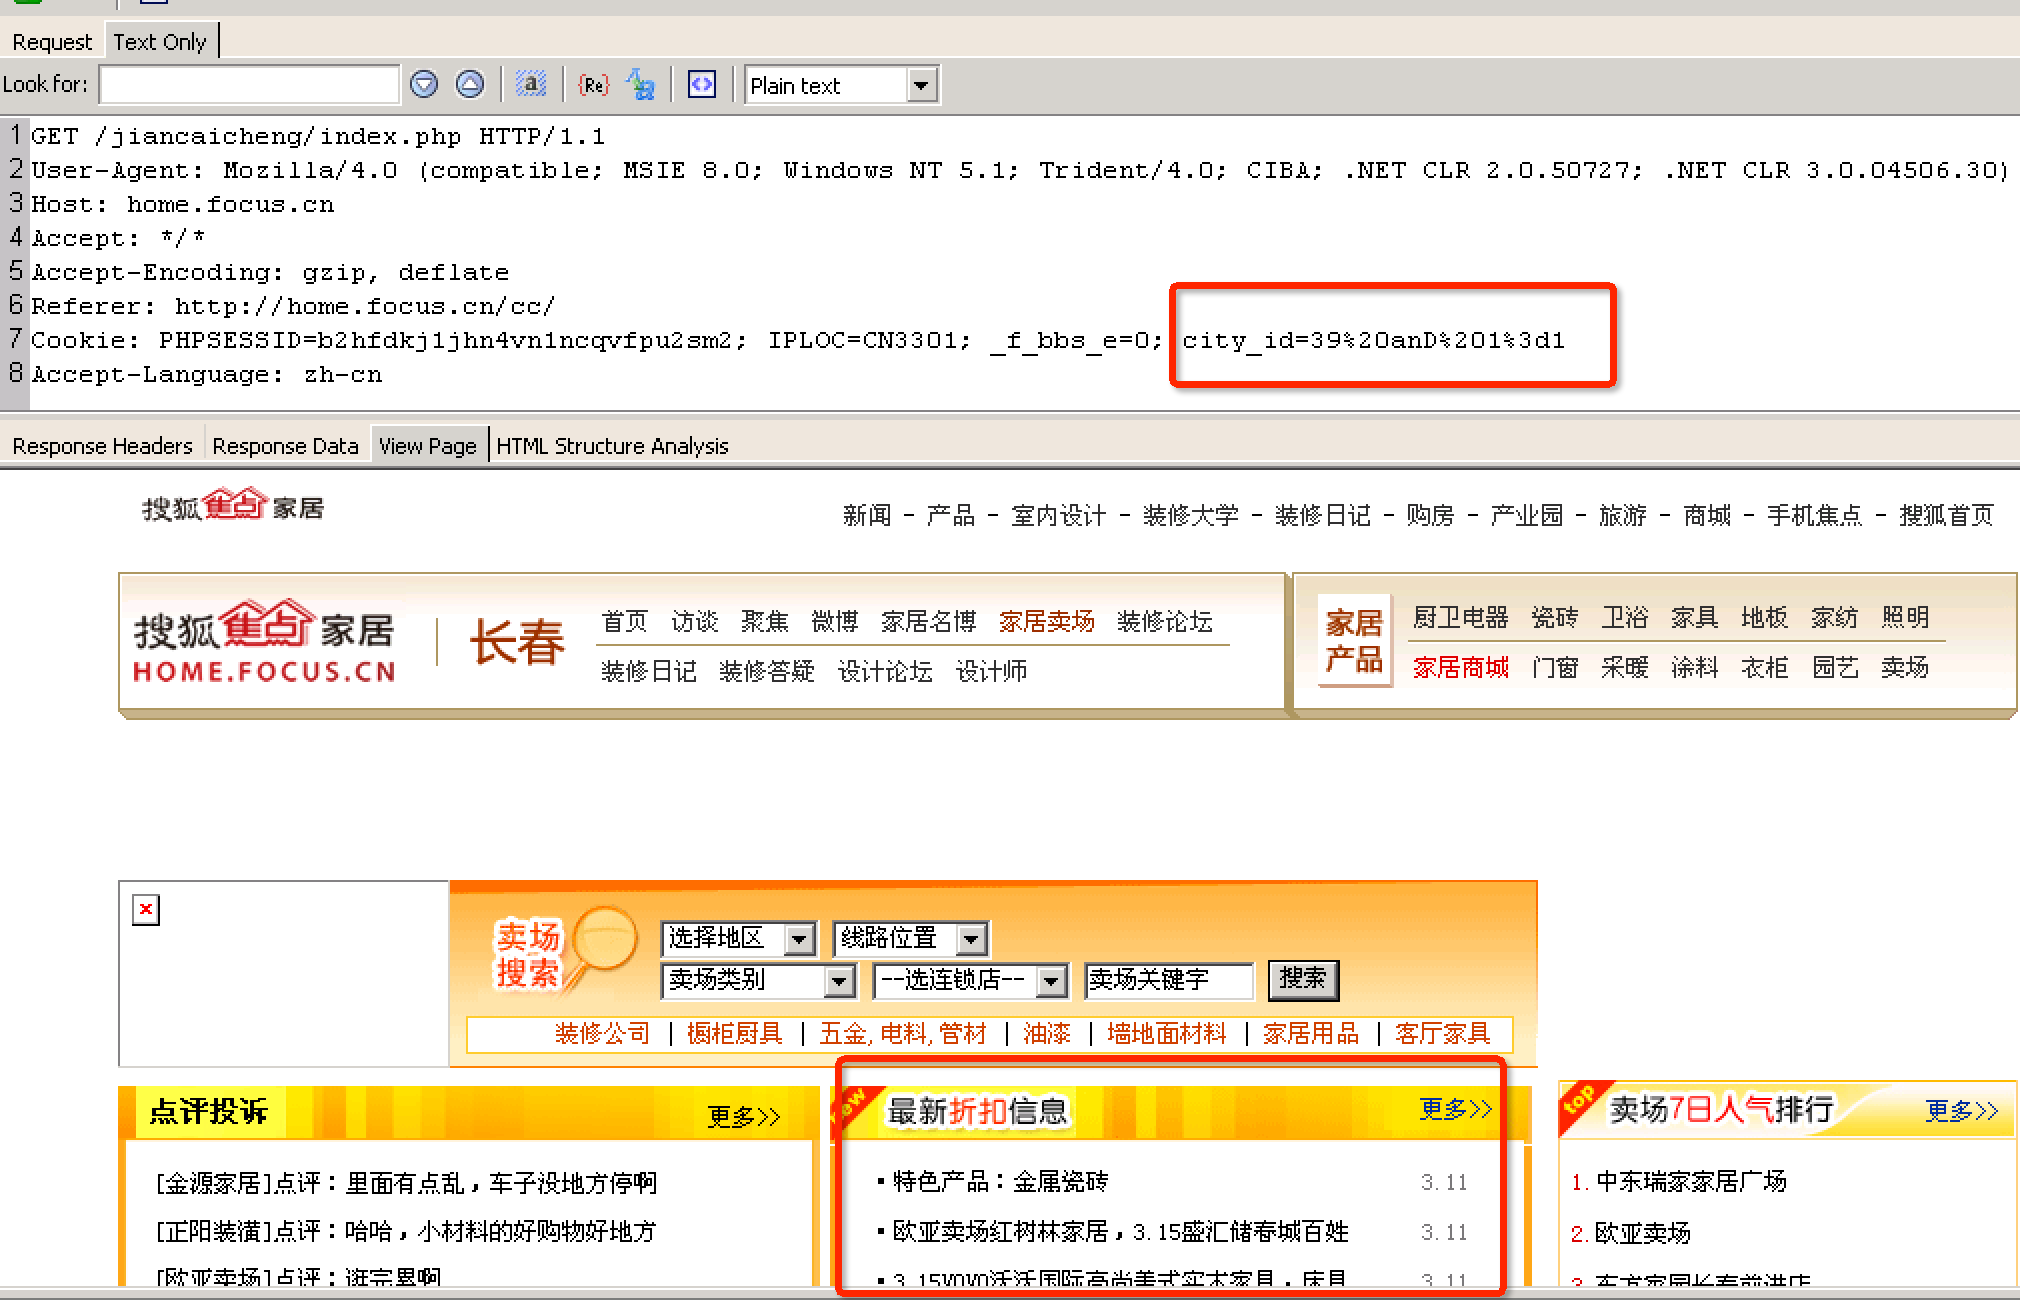 Request Text Only
Look for: a {Re} Plain text
1 GET /jiancaicheng/index.php HTTP/1.1
2 User-Agent: Mozilla/4.0 (compatible; MSIE 8.0; Windows NT 5.1; Trident/4.0; CIBA; .NET CLR 2.0.50727; .NET CLR 3.0.04506.30)
3 Host: home.focus.cn
4 Accept: */*
5 Accept-Encoding: gzip, deflate
6 Referer: http://home.focus.cn/cc/
7 Cookie: PHPSESSID=b2hfdkj1jhn4vn1ncqvfpu2sm2; IPLOC=CN3301; _f_bbs_e=0; city_id=39%20anD%201%3d1
8 Accept-Language: zh-cn
Response Headers Response Data View Page HTML Structure Analysis
搜狐焦点家居 新闻 - 产品 - 室内设计 - 装修大学 - 装修日记 - 购房 - 产业园 - 旅游 - 商城 - 手机焦点 - 搜狐首页
搜狐焦点家居
HOME.FOCUS.CN
长春
首页 访谈 聚焦 微博 家居名博 家居卖场 装修论坛
装修日记 装修答疑 设计论坛 设计师
家居产品
厨卫电器 瓷砖 卫浴 家具 地板 家纺 照明
家居商城 门窗 采暖 涂料 衣柜 园艺 卖场
卖场搜索
选择地区 线路位置
卖场类别 --选连锁店-- 卖场关键字 搜索
装修公司 | 橱柜厨具 | 五金,电料,管材 | 油漆 | 墙地面材料 | 家居用品 | 客厅家具
点评投诉 更多>>
[金源家居]点评：里面有点乱，车子没地方停啊
[正阳装潢]点评：哈哈，小材料的好购物好地方
[欧亚卖场]点评：逛完累啊
new 最新折扣信息 更多>>
▪ 特色产品：金属瓷砖 3.11
▪ 欧亚卖场红树林家居，3.15盛汇储春城百姓 3.11
▪ 3.15VOVO沃沃国际高尚美式实木家具，床具 3.11
top 卖场7日人气排行 更多>>
1. 中东瑞家家居广场
2. 欧亚卖场
3. 东方家园长春前进店